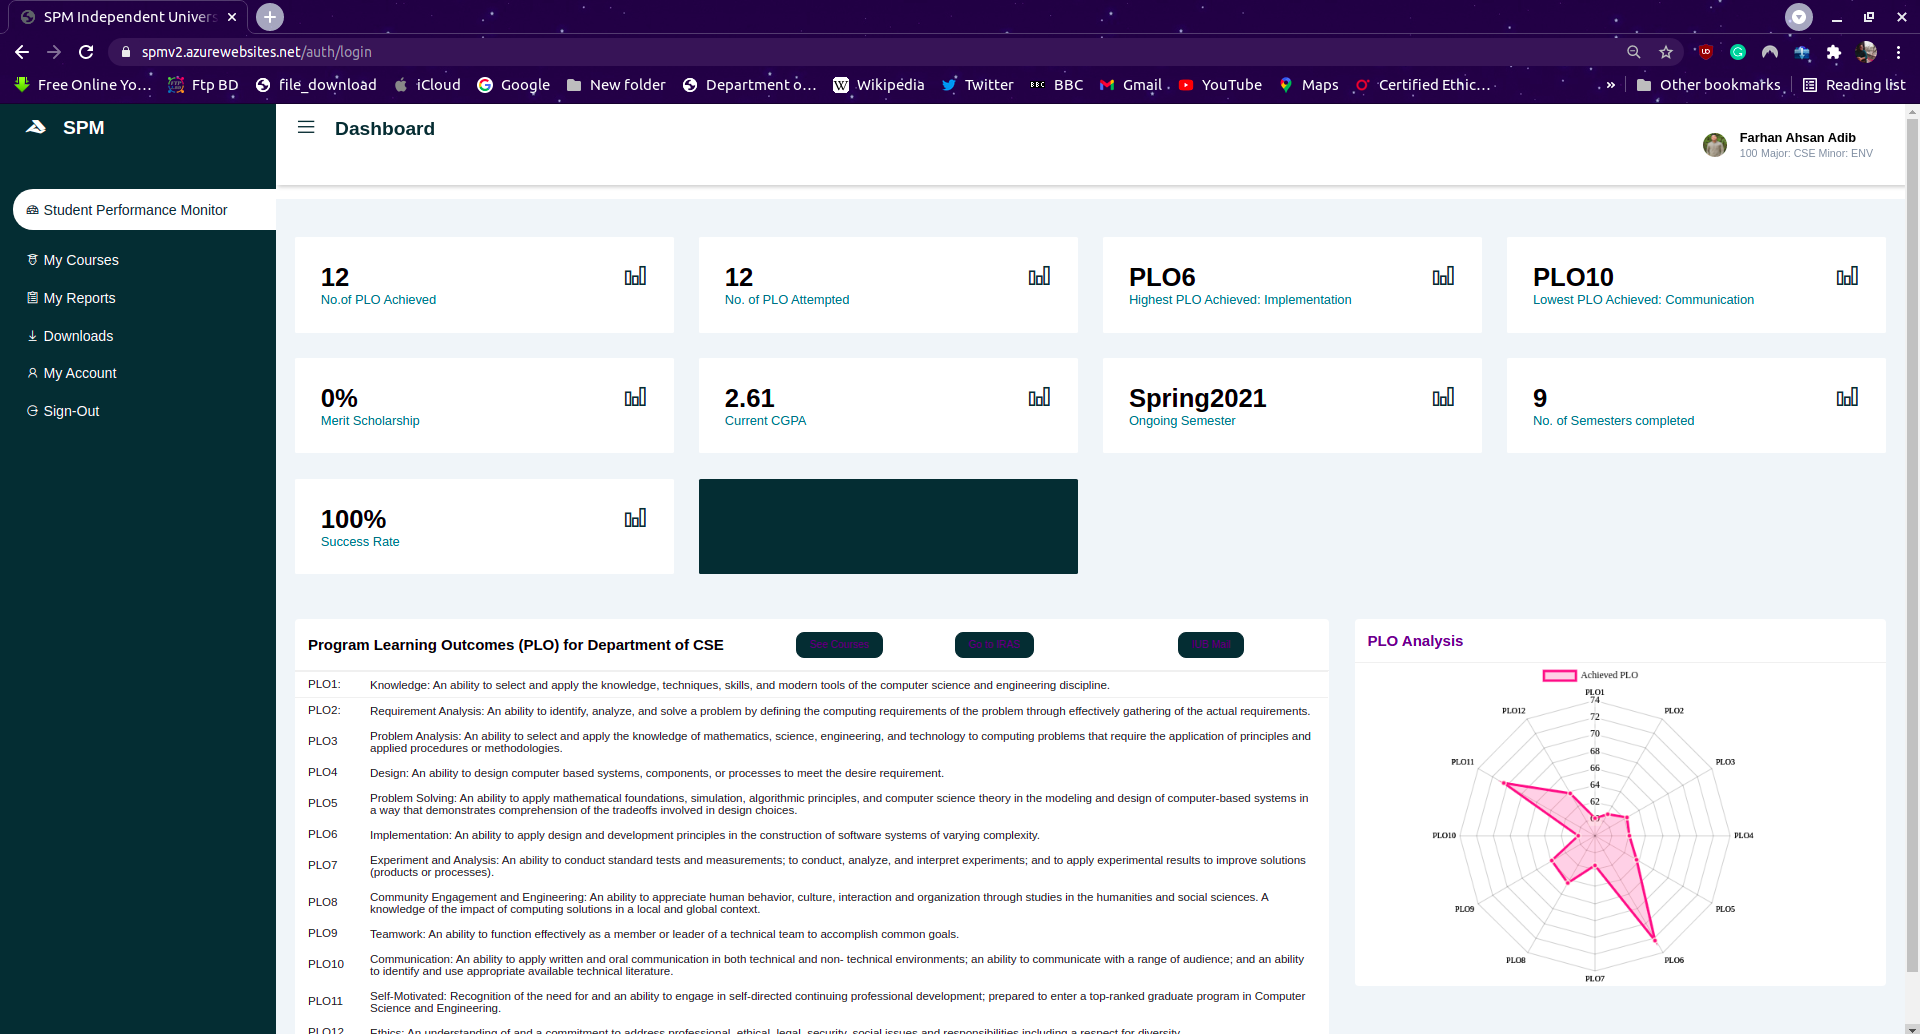 SPM Independent Univers
spmv2.azurewebsites.net/auth/login
Free Online Yo...
Ftp BD
file_download
iCloud
Google
New folder
Department o...
Wikipedia
Twitter
BBC
Gmail
YouTube
Maps
Certified Ethic...
»
Other bookmarks
Reading list
SPM
Dashboard
Farhan Ahsan Adib
100 Major: CSE Minor: ENV
Student Performance Monitor
My Courses
My Reports
Downloads
My Account
Sign-Out
12
No.of PLO Achieved
12
No. of PLO Attempted
PLO6
Highest PLO Achieved: Implementation
PLO10
Lowest PLO Achieved: Communication
0%
Merit Scholarship
2.61
Current CGPA
Spring2021
Ongoing Semester
9
No. of Semesters completed
100%
Success Rate
Program Learning Outcomes (PLO) for Department of CSE
Go to IRAS
PLO1: Knowledge: An ability to select and apply the knowledge, techniques, skills, and modern tools of the computer science and engineering discipline.
PLO2: Requirement Analysis: An ability to identify, analyze, and solve a problem by defining the computing requirements of the problem through effectively gathering of the actual requirements.
PLO3 Problem Analysis: An ability to select and apply the knowledge of mathematics, science, engineering, and technology to computing problems that require the application of principles and
applied procedures or methodologies.
PLO4 Design: An ability to design computer based systems, components, or processes to meet the desire requirement.
PLO5 Problem Solving: An ability to apply mathematical foundations, simulation, algorithmic principles, and computer science theory in the modeling and design of computer-based systems in
a way that demonstrates comprehension of the tradeoffs involved in design choices.
PLO6 Implementation: An ability to apply design and development principles in the construction of software systems of varying complexity.
PLO7 Experiment and Analysis: An ability to conduct standard tests and measurements; to conduct, analyze, and interpret experiments; and to apply experimental results to improve solutions
(products or processes).
PLO8 Community Engagement and Engineering: An ability to appreciate human behavior, culture, interaction and organization through studies in the humanities and social sciences. A
knowledge of the impact of computing solutions in a local and global context.
PLO9 Teamwork: An ability to function effectively as a member or leader of a technical team to accomplish common goals.
PLO10 Communication: An ability to apply written and oral communication in both technical and non- technical environments; an ability to communicate with a range of audience; and an ability
to identify and use appropriate available technical literature.
PLO11 Self-Motivated: Recognition of the need for and an ability to engage in self-directed continuing professional development; prepared to enter a top-ranked graduate program in Computer
Science and Engineering.
PLO12 Ethics: An understanding of and a commitment to address professional, ethical, legal, security, social issues and responsibilities including a respect for diversity.
PLO Analysis
Achieved PLO
PLO1
74
PLO12
PLO2
72
70
68
PLO11
PLO3
66
64
62
60
PLO10
PLO4
PLO9
PLO5
PLO8
PLO6
PLO7